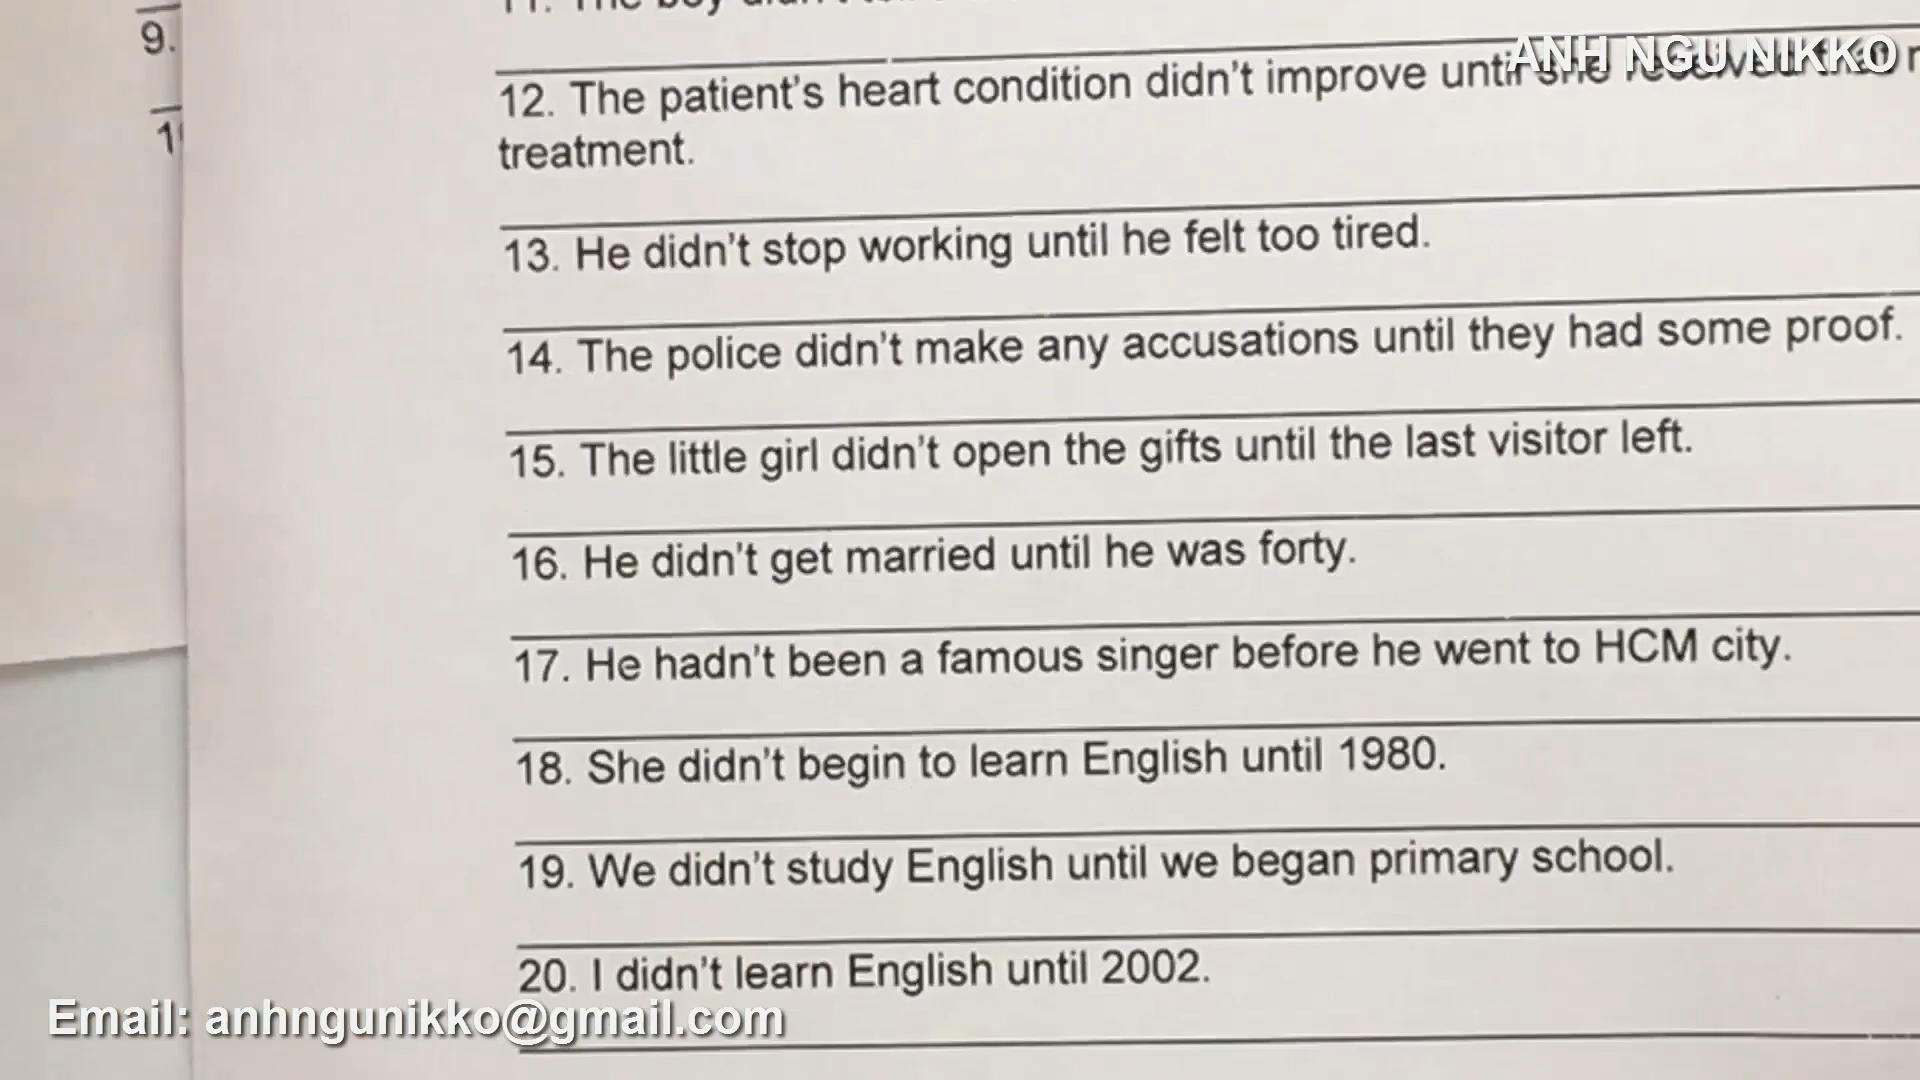 9.
ANH NGU NIKKO
12. The patient's heart condition didn't improve until she received
treatment.
13. He didn't stop working until he felt too tired.
14. The police didn't make any accusations until they had some proof.
15. The little girl didn't open the gifts until the last visitor left.
16. He didn't get married until he was forty.
17. He hadn't been a famous singer before he went to HCM city.
18. She didn't begin to learn English until 1980.
19. We didn't study English until we began primary school.
20. I didn't learn English until 2002.
Email: anhngunikko@gmail.com